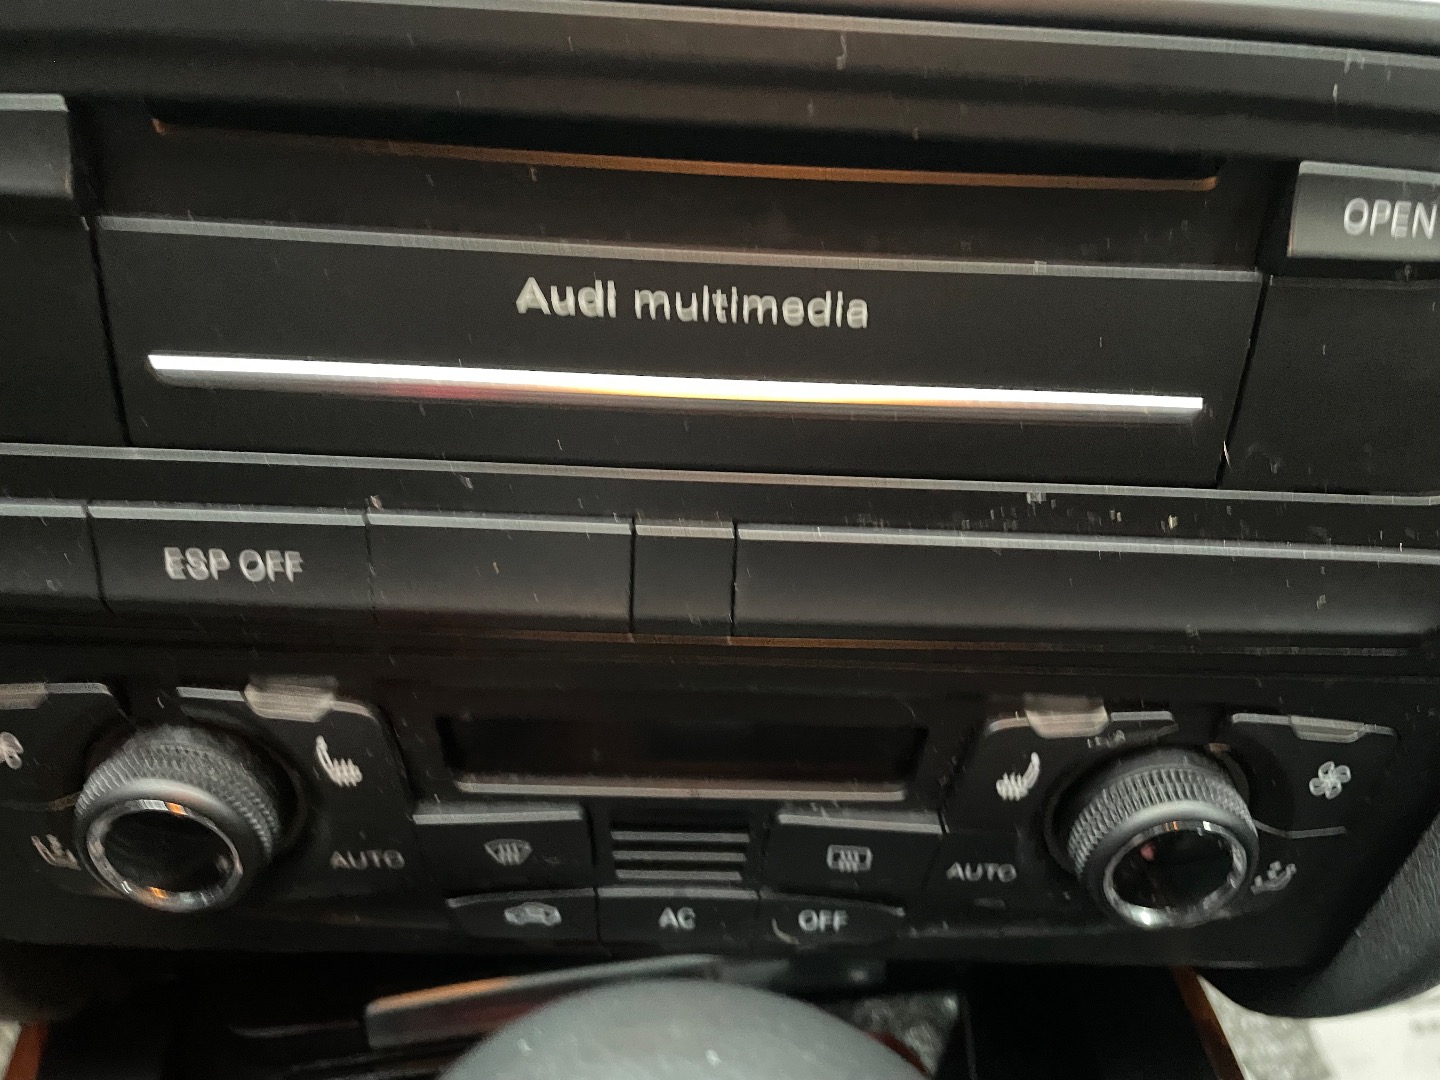 OPEN
Audi multimedia
ESP OFF
AUTO
AUTO
AC
OFF